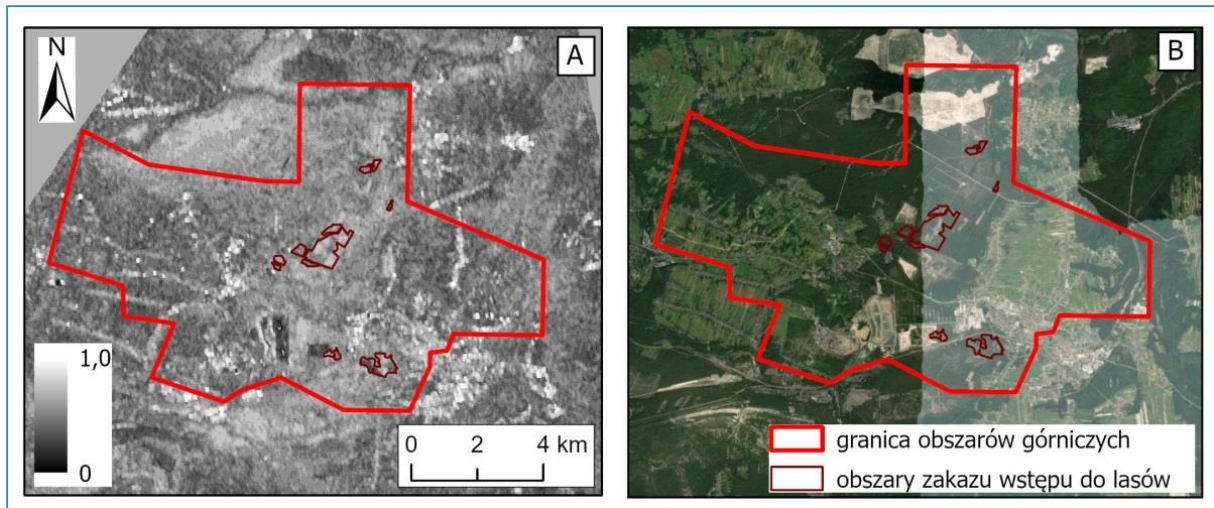 N
A
1,0
0
0 2 4 km
B
granica obszarów górniczych
obszary zakazu wstępu do lasów